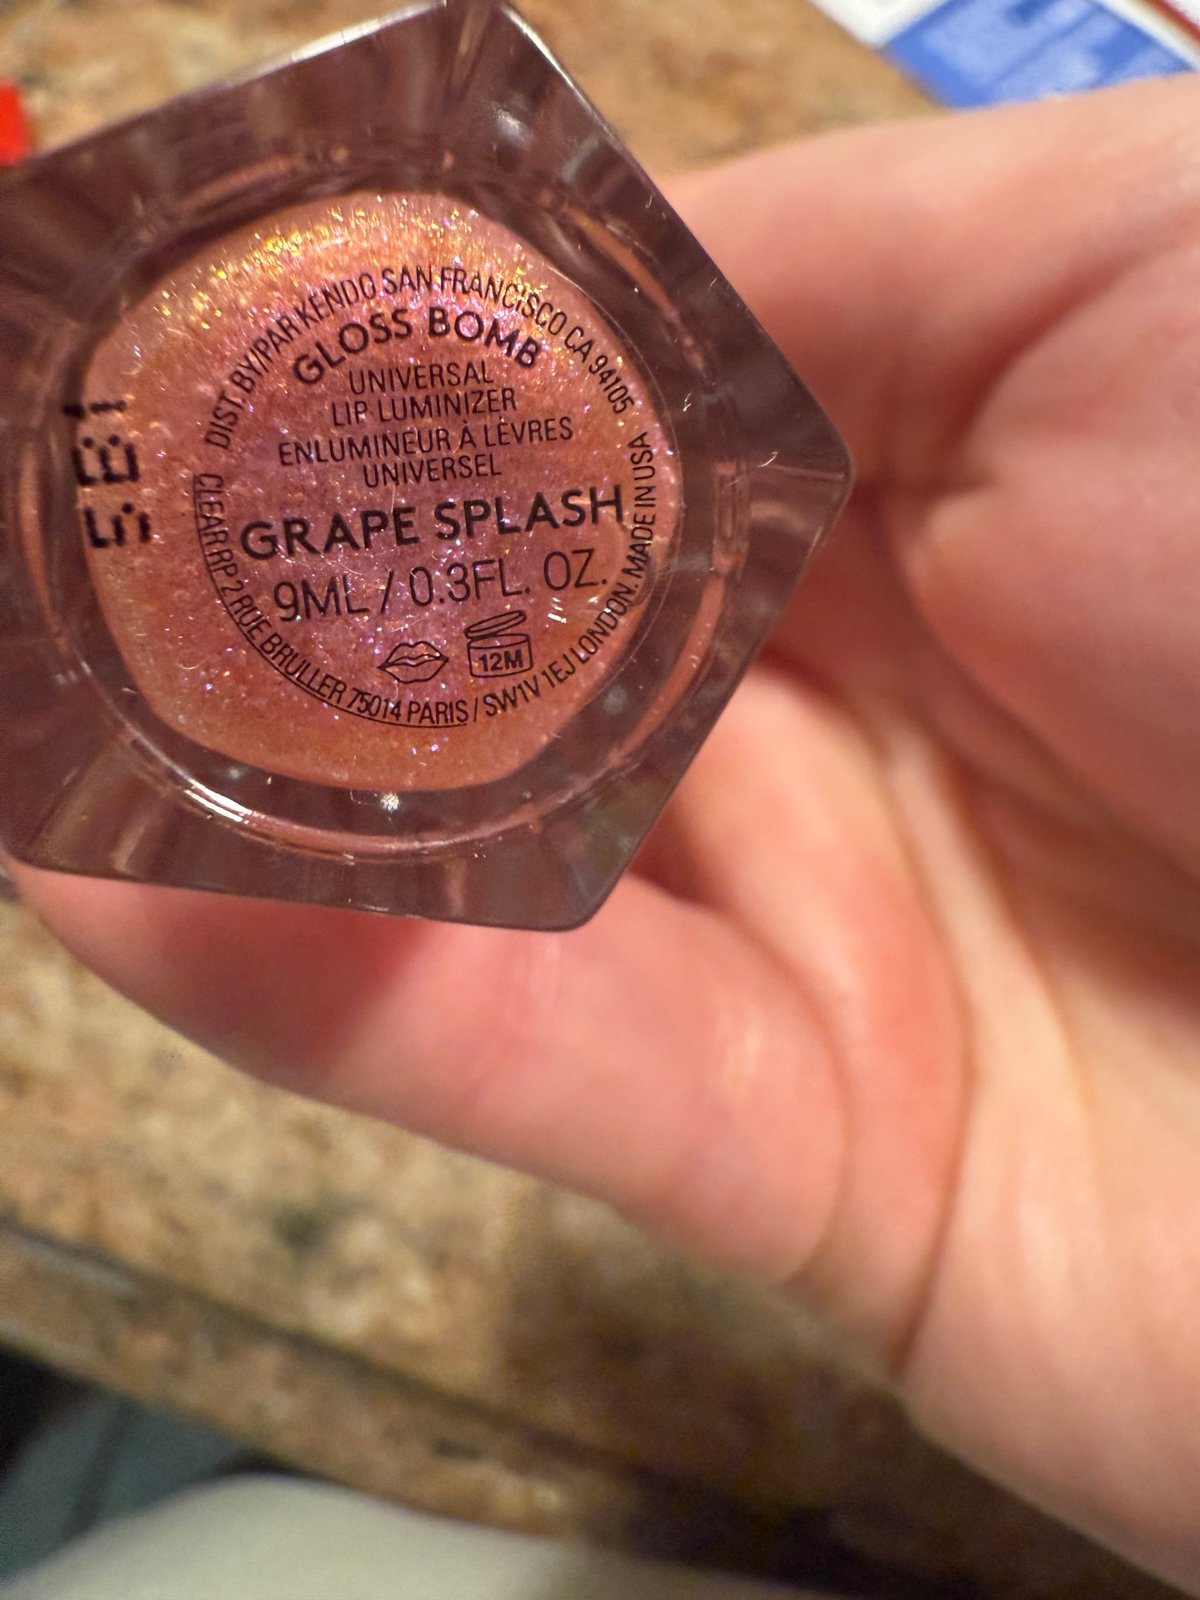 DIST. BY/PAR KENDO SAN FRANCISCO CA 94105
GLOSS BOMB
UNIVERSAL
LIP LUMINIZER
ENLUMINEUR À LÈVRES
UNIVERSEL
GRAPE SPLASH
9ML / 0.3FL. OZ.
12M
CLEAR RP 2 RUE BRULLER 75014 PARIS / SW1V 1EJ LONDON. MADE IN USA